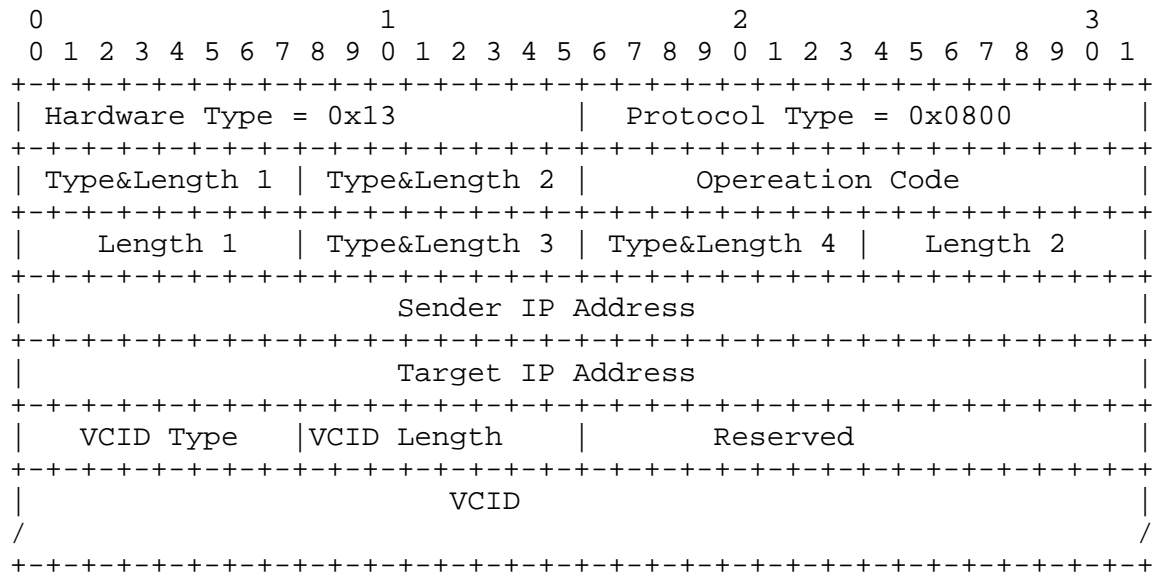 0                   1                   2                   3
 0 1 2 3 4 5 6 7 8 9 0 1 2 3 4 5 6 7 8 9 0 1 2 3 4 5 6 7 8 9 0 1
+-+-+-+-+-+-+-+-+-+-+-+-+-+-+-+-+-+-+-+-+-+-+-+-+-+-+-+-+-+-+-+-+
| Hardware Type = 0x13          |  Protocol Type = 0x0800       |
+-+-+-+-+-+-+-+-+-+-+-+-+-+-+-+-+-+-+-+-+-+-+-+-+-+-+-+-+-+-+-+-+
| Type&Length 1 | Type&Length 2 |      Opereation Code          |
+-+-+-+-+-+-+-+-+-+-+-+-+-+-+-+-+-+-+-+-+-+-+-+-+-+-+-+-+-+-+-+-+
|    Length 1   | Type&Length 3 | Type&Length 4 |   Length 2    |
+-+-+-+-+-+-+-+-+-+-+-+-+-+-+-+-+-+-+-+-+-+-+-+-+-+-+-+-+-+-+-+-+
|                     Sender IP Address                         |
+-+-+-+-+-+-+-+-+-+-+-+-+-+-+-+-+-+-+-+-+-+-+-+-+-+-+-+-+-+-+-+-+
|                     Target IP Address                         |
+-+-+-+-+-+-+-+-+-+-+-+-+-+-+-+-+-+-+-+-+-+-+-+-+-+-+-+-+-+-+-+-+
|   VCID Type   |VCID Length    |       Reserved                |
+-+-+-+-+-+-+-+-+-+-+-+-+-+-+-+-+-+-+-+-+-+-+-+-+-+-+-+-+-+-+-+-+
|                        VCID                                   |
/                                                               /
+-+-+-+-+-+-+-+-+-+-+-+-+-+-+-+-+-+-+-+-+-+-+-+-+-+-+-+-+-+-+-+-+